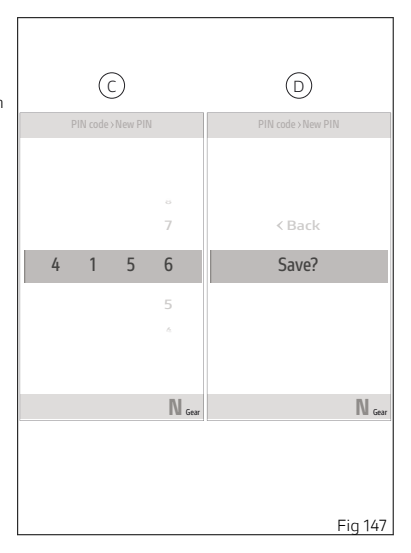 n
C
D
PIN code › New PIN
PIN code › New PIN
7
< Back
4 1 5 6
Save?
5
N Gear
N Gear
Fig 147